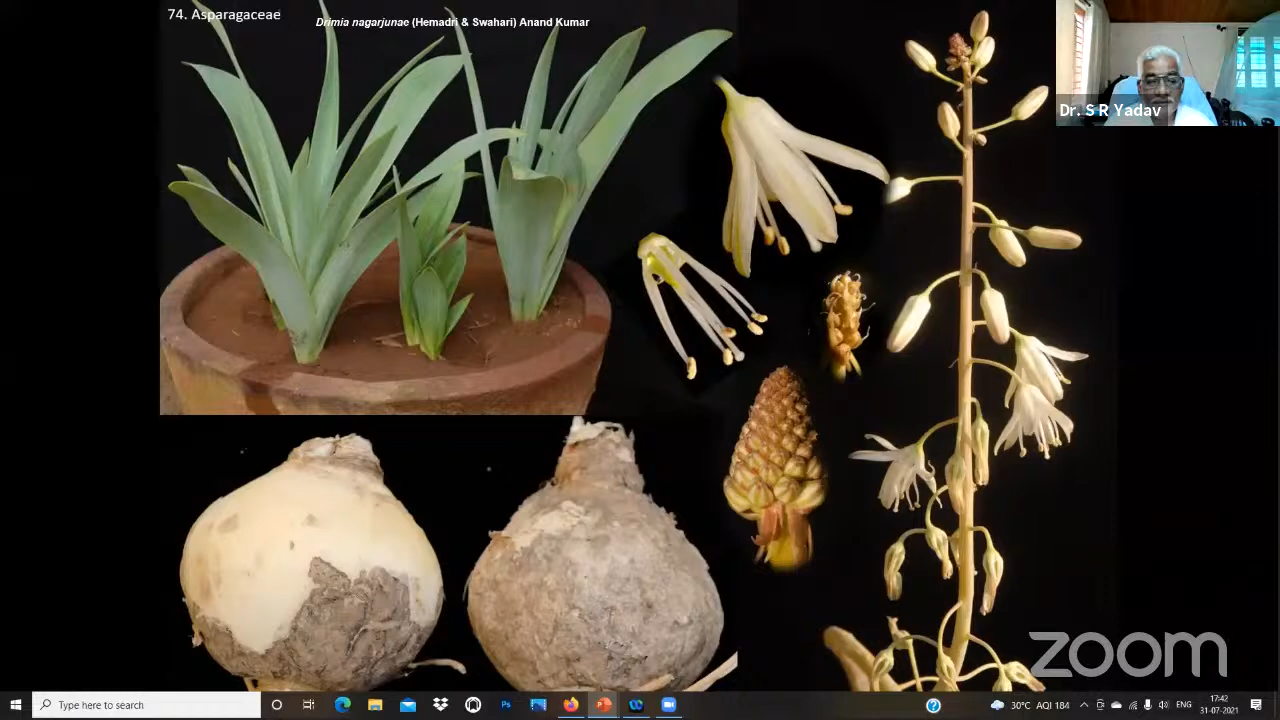 74. Asparagaceae
Drimia nagarjunae (Hemadri & Swahari) Anand Kumar
Dr. S R Yadav
zoom
Type here to search
Ps
30°C AQI 184
ENG
17:42
31-07-2021